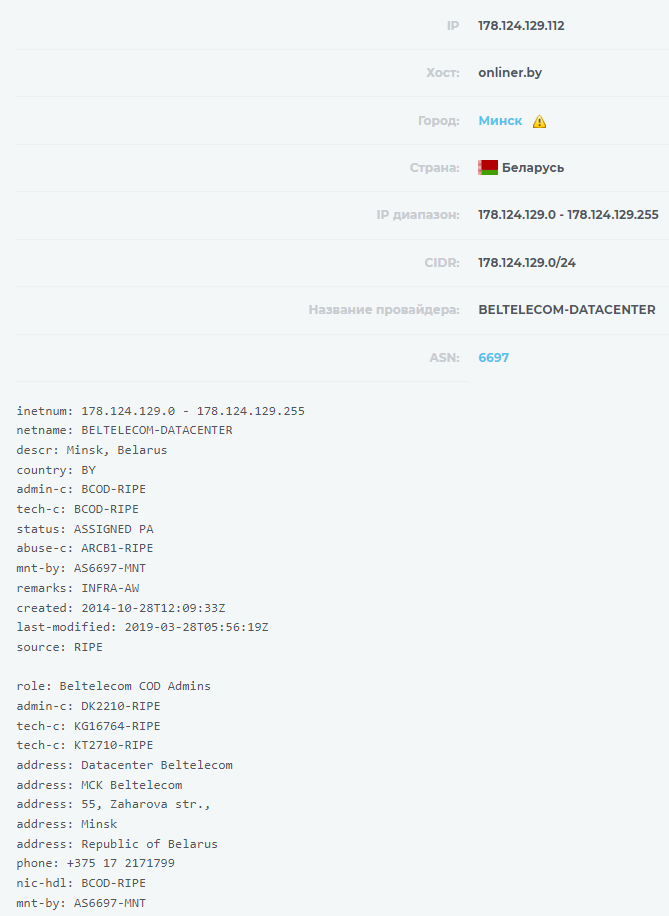 IP 178.124.129.112
Хост: onliner.by
Город: Минск
Страна: Беларусь
IP диапазон: 178.124.129.0 - 178.124.129.255
CIDR: 178.124.129.0/24
Название провайдера: BELTELECOM-DATACENTER
ASN: 6697
inetnum: 178.124.129.0 - 178.124.129.255
netname: BELTELECOM-DATACENTER
descr: Minsk, Belarus
country: BY
admin-c: BCOD-RIPE
tech-c: BCOD-RIPE
status: ASSIGNED PA
abuse-c: ARCB1-RIPE
mnt-by: AS6697-MNT
remarks: INFRA-AW
created: 2014-10-28T12:09:33Z
last-modified: 2019-03-28T05:56:19Z
source: RIPE
role: Beltelecom COD Admins
admin-c: DK2210-RIPE
tech-c: KG16764-RIPE
tech-c: KT2710-RIPE
address: Datacenter Beltelecom
address: MCK Beltelecom
address: 55, Zaharova str.,
address: Minsk
address: Republic of Belarus
phone: +375 17 2171799
nic-hdl: BCOD-RIPE
mnt-by: AS6697-MNT